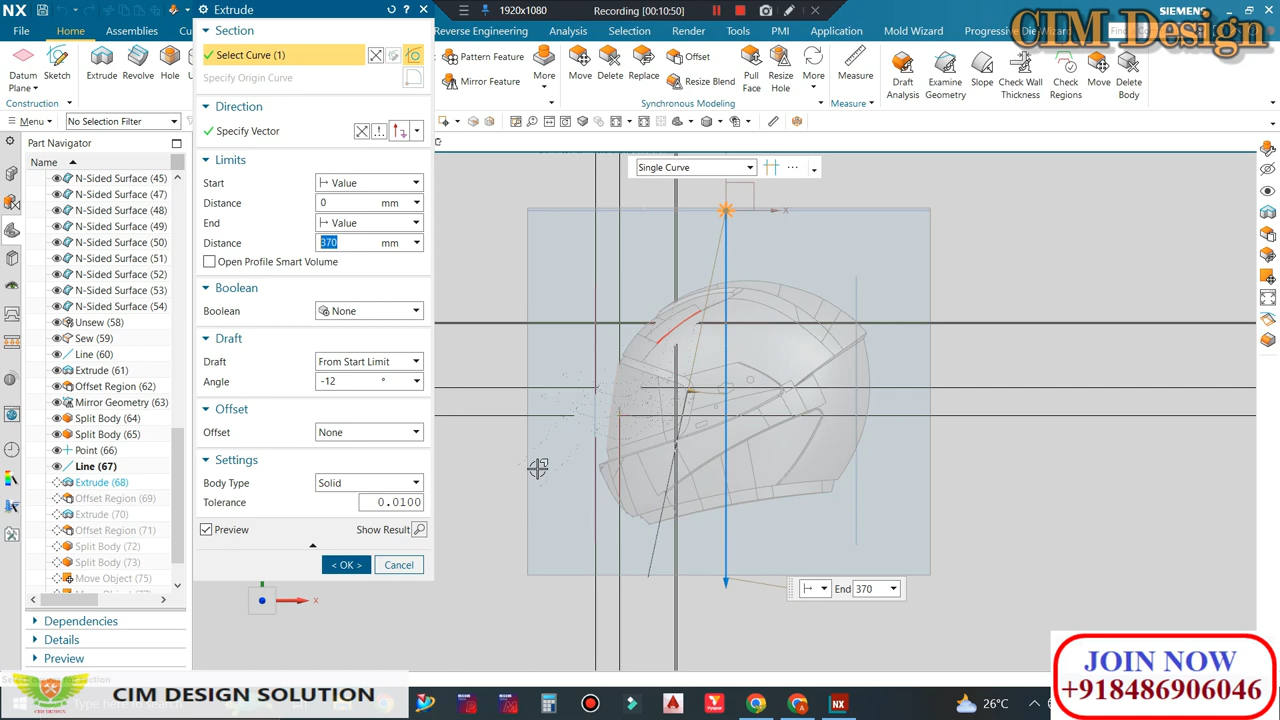 NX
Extrude
1920x1080
Recording [00:10:50]
SIEMENS
CIM Design
File
Home
Assemblies
Reverse Engineering
Analysis
Selection
Render
Tools
PMI
Application
Mold Wizard
Progressive Die Wizard
Datum
Plane
Sketch
Extrude
Revolve
Hole
Construction
Pattern Feature
Mirror Feature
More
Move
Delete
Replace
Offset
Resize Blend
Pull
Face
Resize
Hole
More
Measure
Draft
Analysis
Examine
Geometry
Slope
Check Wall
Thickness
Check
Regions
Move
Delete
Body
Synchronous Modeling
Measure
Menu
No Selection Filter
Part Navigator
Name
N-Sided Surface (45)
N-Sided Surface (47)
N-Sided Surface (48)
N-Sided Surface (49)
N-Sided Surface (50)
N-Sided Surface (51)
N-Sided Surface (52)
N-Sided Surface (53)
N-Sided Surface (54)
Unsew (58)
Sew (59)
Line (60)
Extrude (61)
Offset Region (62)
Mirror Geometry (63)
Split Body (64)
Split Body (65)
Point (66)
Line (67)
Extrude (68)
Offset Region (69)
Extrude (70)
Offset Region (71)
Split Body (72)
Split Body (73)
Move Object (75)
Dependencies
Details
Preview
Section
Select Curve (1)
Specify Origin Curve
Direction
Specify Vector
Limits
Start
Value
Distance
0
mm
End
Value
Distance
370
mm
Open Profile Smart Volume
Boolean
Boolean
None
Draft
Draft
From Start Limit
Angle
-12
°
Offset
Offset
None
Settings
Body Type
Solid
Tolerance
0.0100
Preview
Show Result
< OK >
Cancel
Single Curve
X
End 370
X
JOIN NOW
+918486906046
CIM DESIGN SOLUTION
26°C